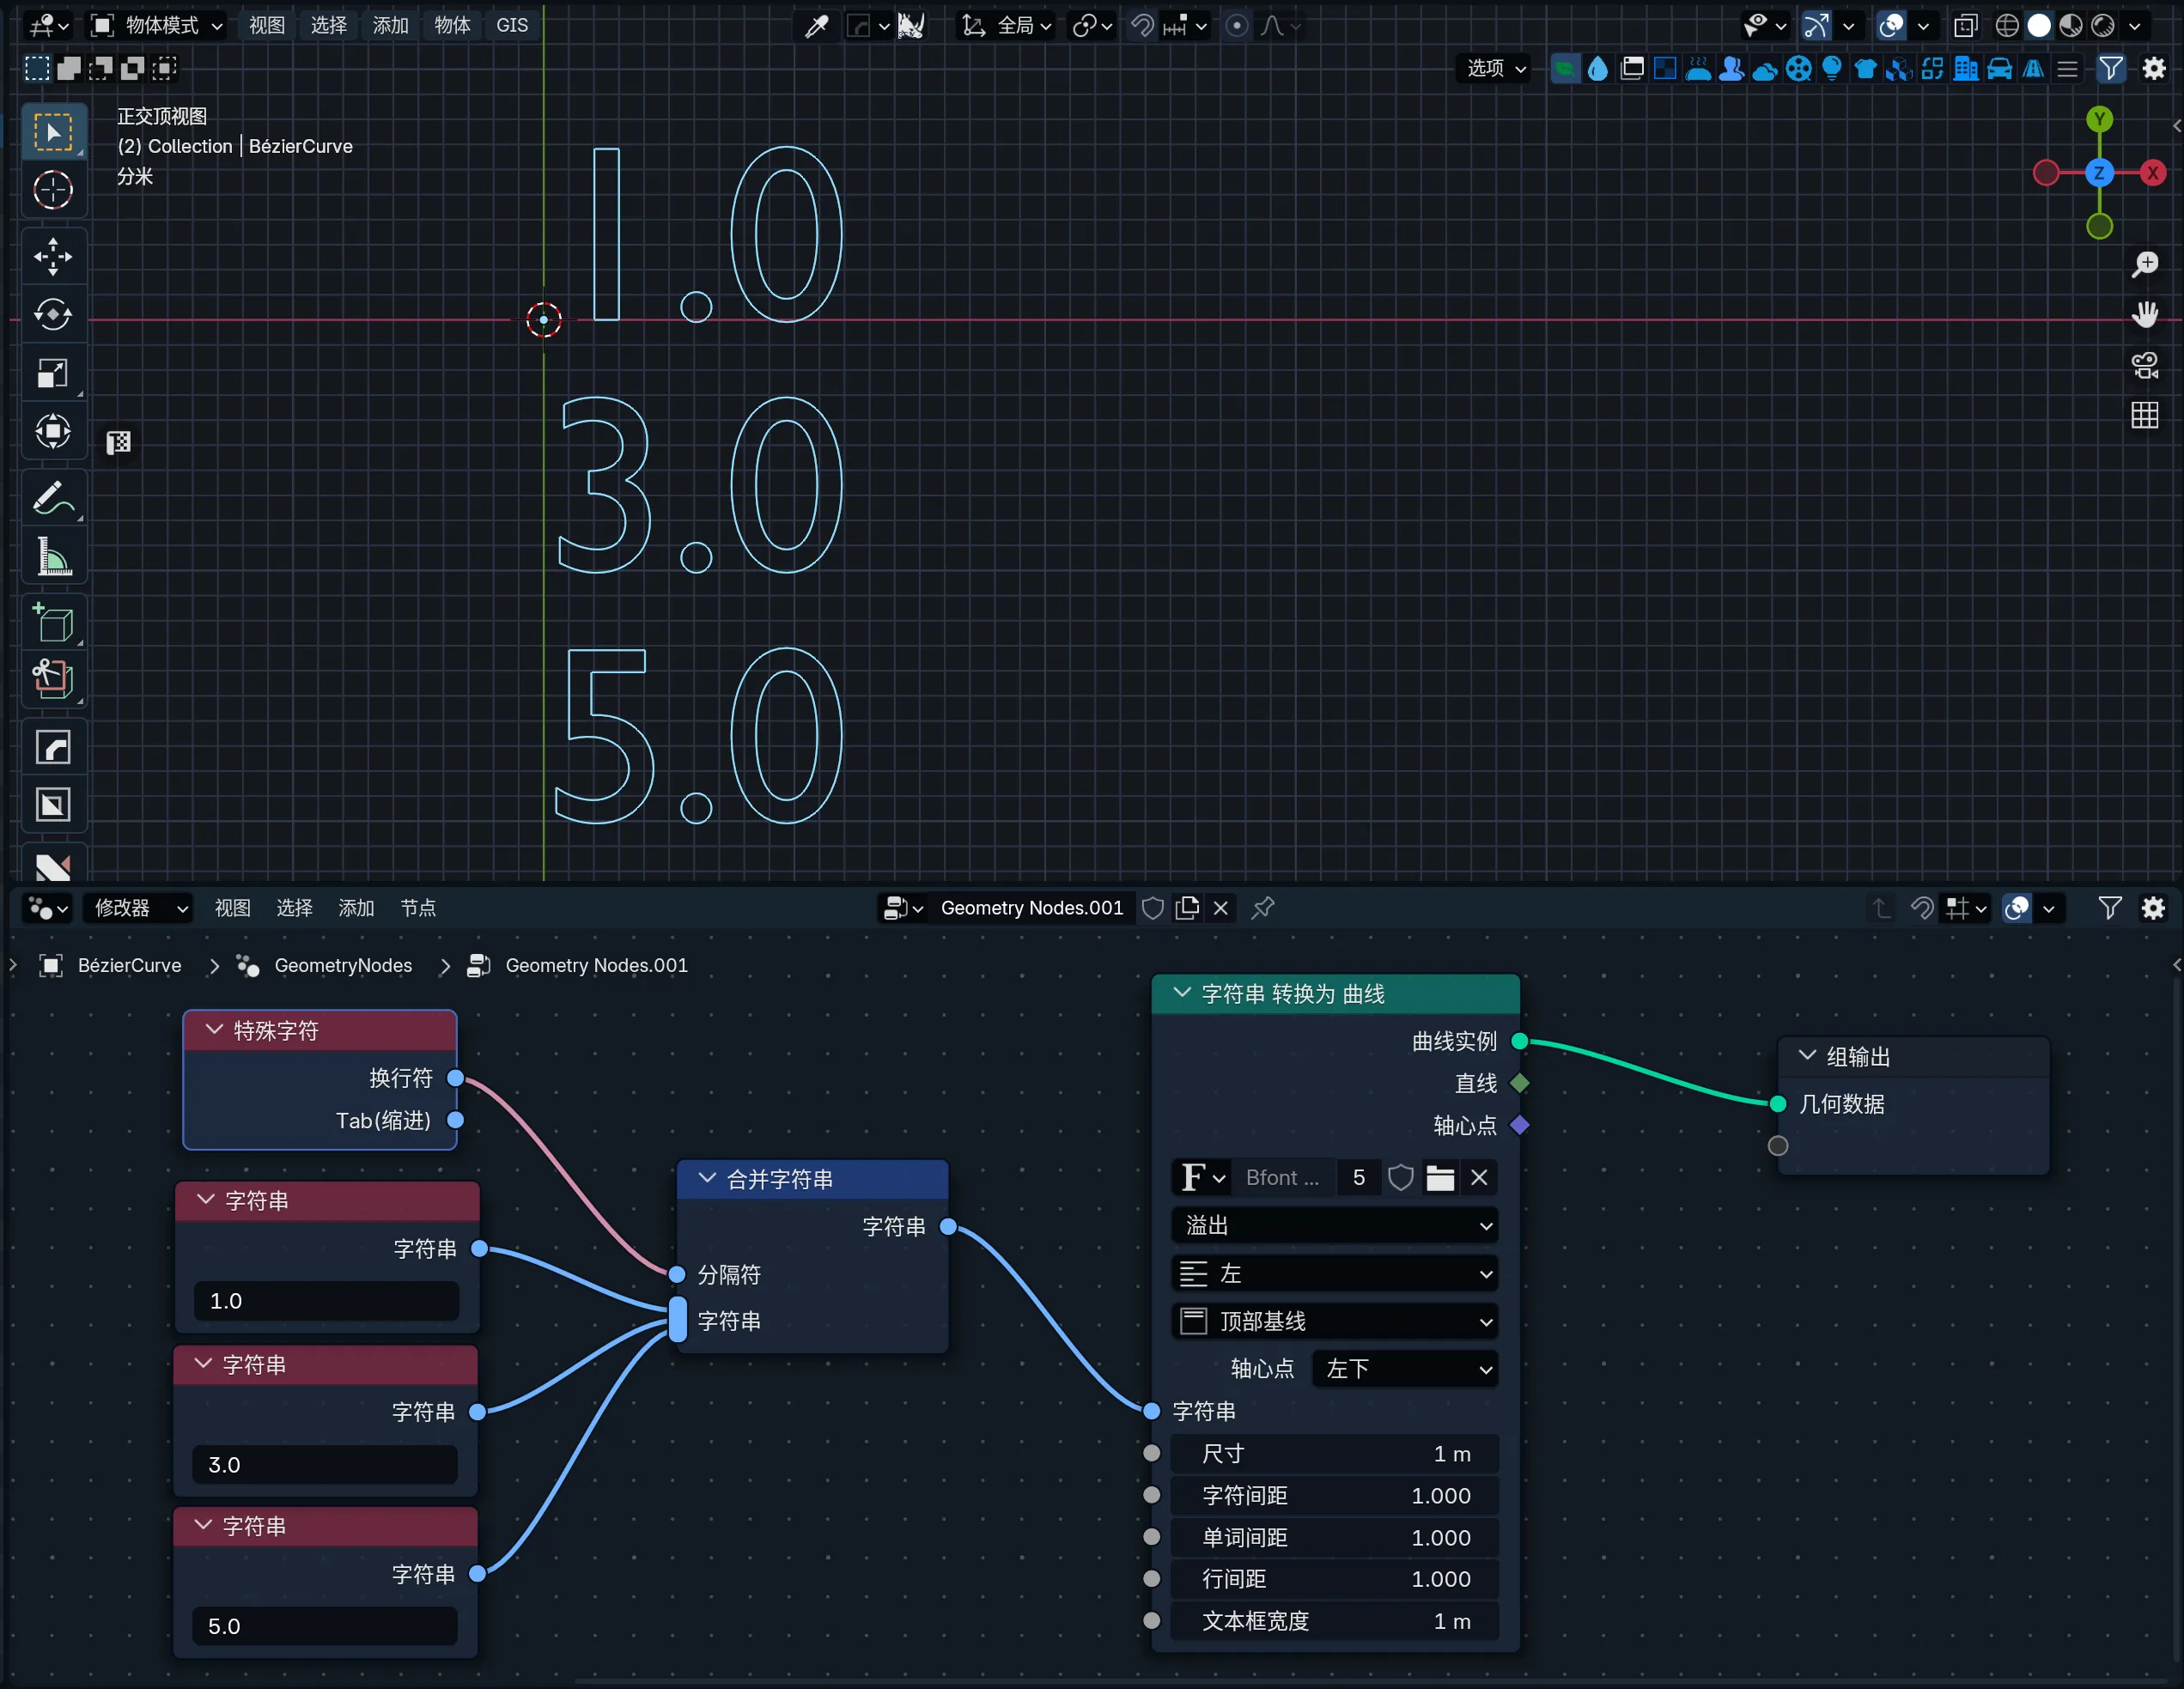 物体模式 视图 选择 添加 物体 GIS 全局
选项
正交顶视图
(2) Collection | BézierCurve
分米
Y
Z X
1.0
3.0
5.0
修改器 视图 选择 添加 节点 Geometry Nodes.001
BézierCurve GeometryNodes Geometry Nodes.001
特殊字符
换行符
Tab(缩进)
字符串
字符串
1.0
字符串
字符串
3.0
字符串
字符串
5.0
合并字符串
字符串
分隔符
字符串
字符串 转换为 曲线
曲线实例
直线
轴心点
F Bfont ... 5
溢出
左
顶部基线
轴心点 左下
字符串
尺寸 1 m
字符间距 1.000
单词间距 1.000
行间距 1.000
文本框宽度 1 m
组输出
几何数据